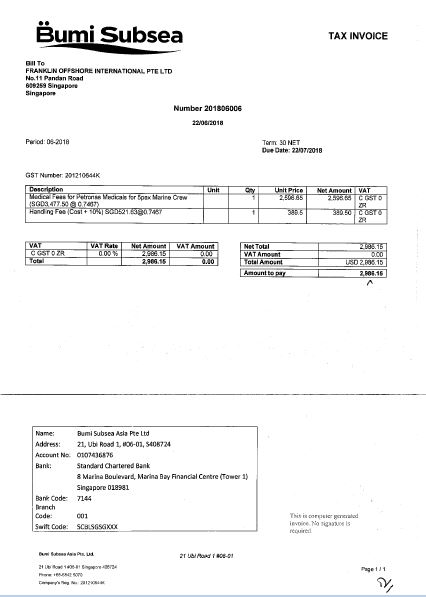 Bumi Subsea
TAX INVOICE
Bill To
FRANKLIN OFFSHORE INTERNATIONAL PTE LTD
No.11 Pandan Road
609259 Singapore
Singapore
Number 201806006
22/06/2018
Period: 06-2018
Term: 30 NET
Due Date: 22/07/2018
GST Number: 201210644K
Description Unit Qty Unit Price Net Amount VAT
Medical Fees for Petronas Medicals for 5pax Marine Crew 1 2,596.65 2,596.65 C GST 0
(SGD3,477.50 @ 0.7467) ZR
Handling Fee (Cost + 10%) SGD521.63@0.7467 1 389.5 389.50 C GST 0
ZR
VAT VAT Rate Net Amount VAT Amount
C GST 0 ZR 0.00 % 2,986.15 0.00
Total 2,986.15 0.00
Net Total 2,986.15
VAT Amount 0.00
Total Amount USD 2,986.15
Amount to pay 2,986.15
Name: Bumi Subsea Asia Pte Ltd
Address: 21, Ubi Road 1, #06-01, S408724
Account No. 0107436876
Bank: Standard Chartered Bank
8 Marina Boulevard, Marina Bay Financial Centre (Tower 1)
Singapore 018981
Bank Code: 7144
Branch
Code: 001
Swift Code: SCBLSGSGXXX
This is computer generated
invoice. No signature is
required.
Bumi Subsea Asia Pte. Ltd.
21 Ubi Road 1 #06-01
21 Ubi Road 1 #06-01 Singapore 408724
Phone: +65-6842 5070
Company's Reg. No.: 201210644K
Page 1 / 1